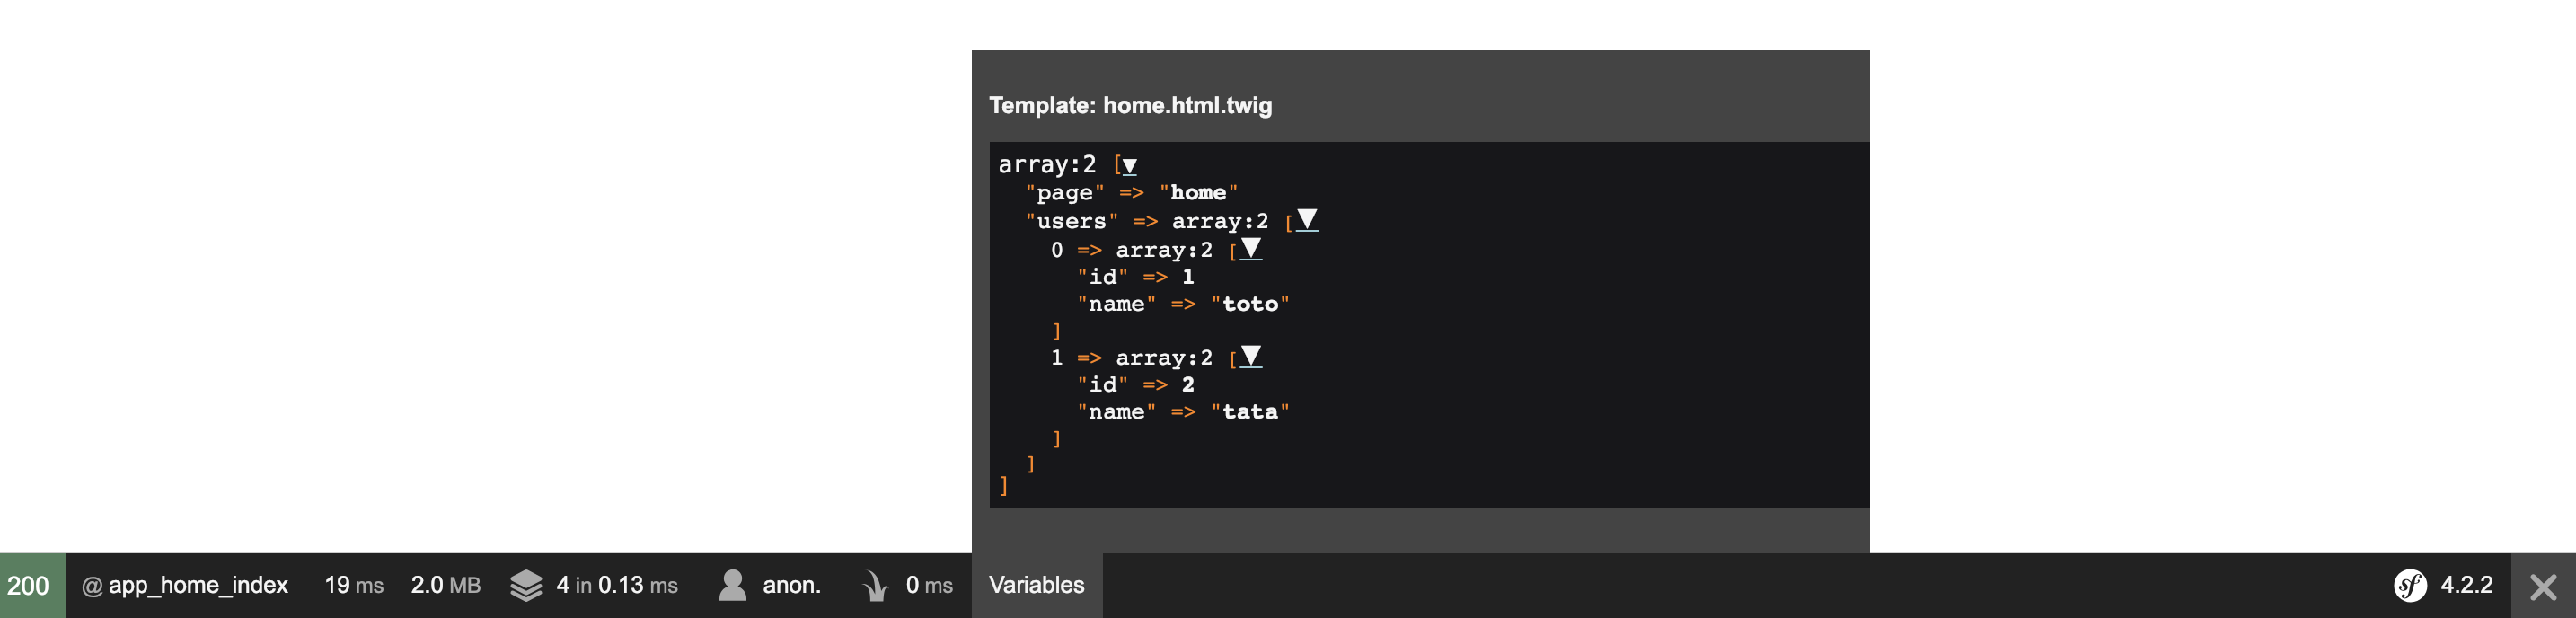 Template: home.html.twig
array:2 [▼
"page" => "home"
"users" => array:2 [▼
0 => array:2 [▼
"id" => 1
"name" => "toto"
]
1 => array:2 [▼
"id" => 2
"name" => "tata"
]
]
]
200 @ app_home_index 19 ms 2.0 MB 4 in 0.13 ms anon. 0 ms Variables sf 4.2.2